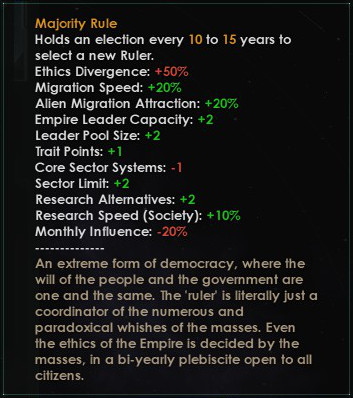 Majority Rule
Holds an election every 10 to 15 years to
select a new Ruler.
Ethics Divergence: +50%
Migration Speed: +20%
Alien Migration Attraction: +20%
Empire Leader Capacity: +2
Leader Pool Size: +2
Trait Points: +1
Core Sector Systems: -1
Sector Limit: +2
Research Alternatives: +2
Research Speed (Society): +10%
Monthly Influence: -20%
--------------
An extreme form of democracy, where the
will of the people and the government are
one and the same. The 'ruler' is literally just a
coordinator of the numerous and
paradoxical whishes of the masses. Even
the ethics of the Empire is decided by the
masses, in a bi-yearly plebiscite open to all
citizens.